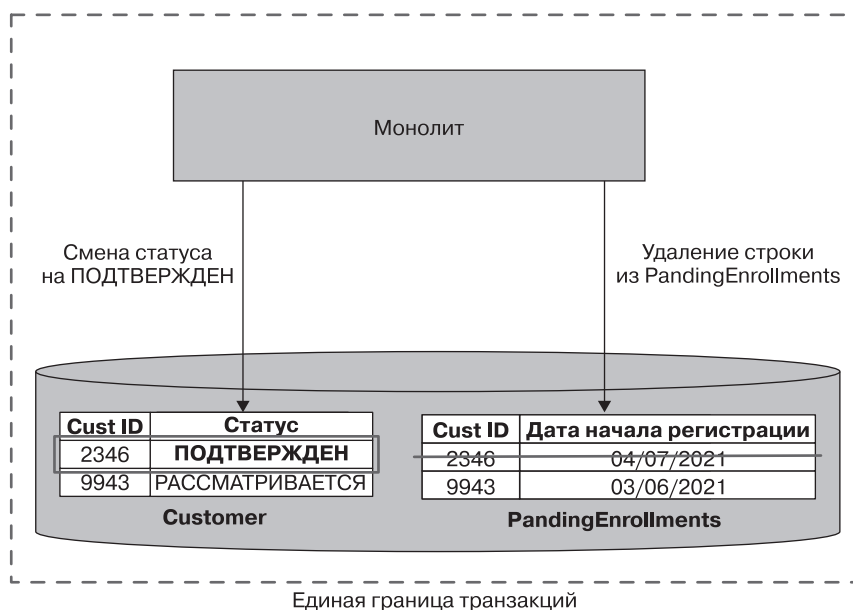 Монолит
Смена статуса
на ПОДТВЕРЖДЕН
Удаление строки
из PandingEnrollments
Cust ID Статус
2346 ПОДТВЕРЖДЕН
9943 РАССМАТРИВАЕТСЯ
Customer
Cust ID Дата начала регистрации
2346 04/07/2021
9943 03/06/2021
PandingEnrollments
Единая граница транзакций